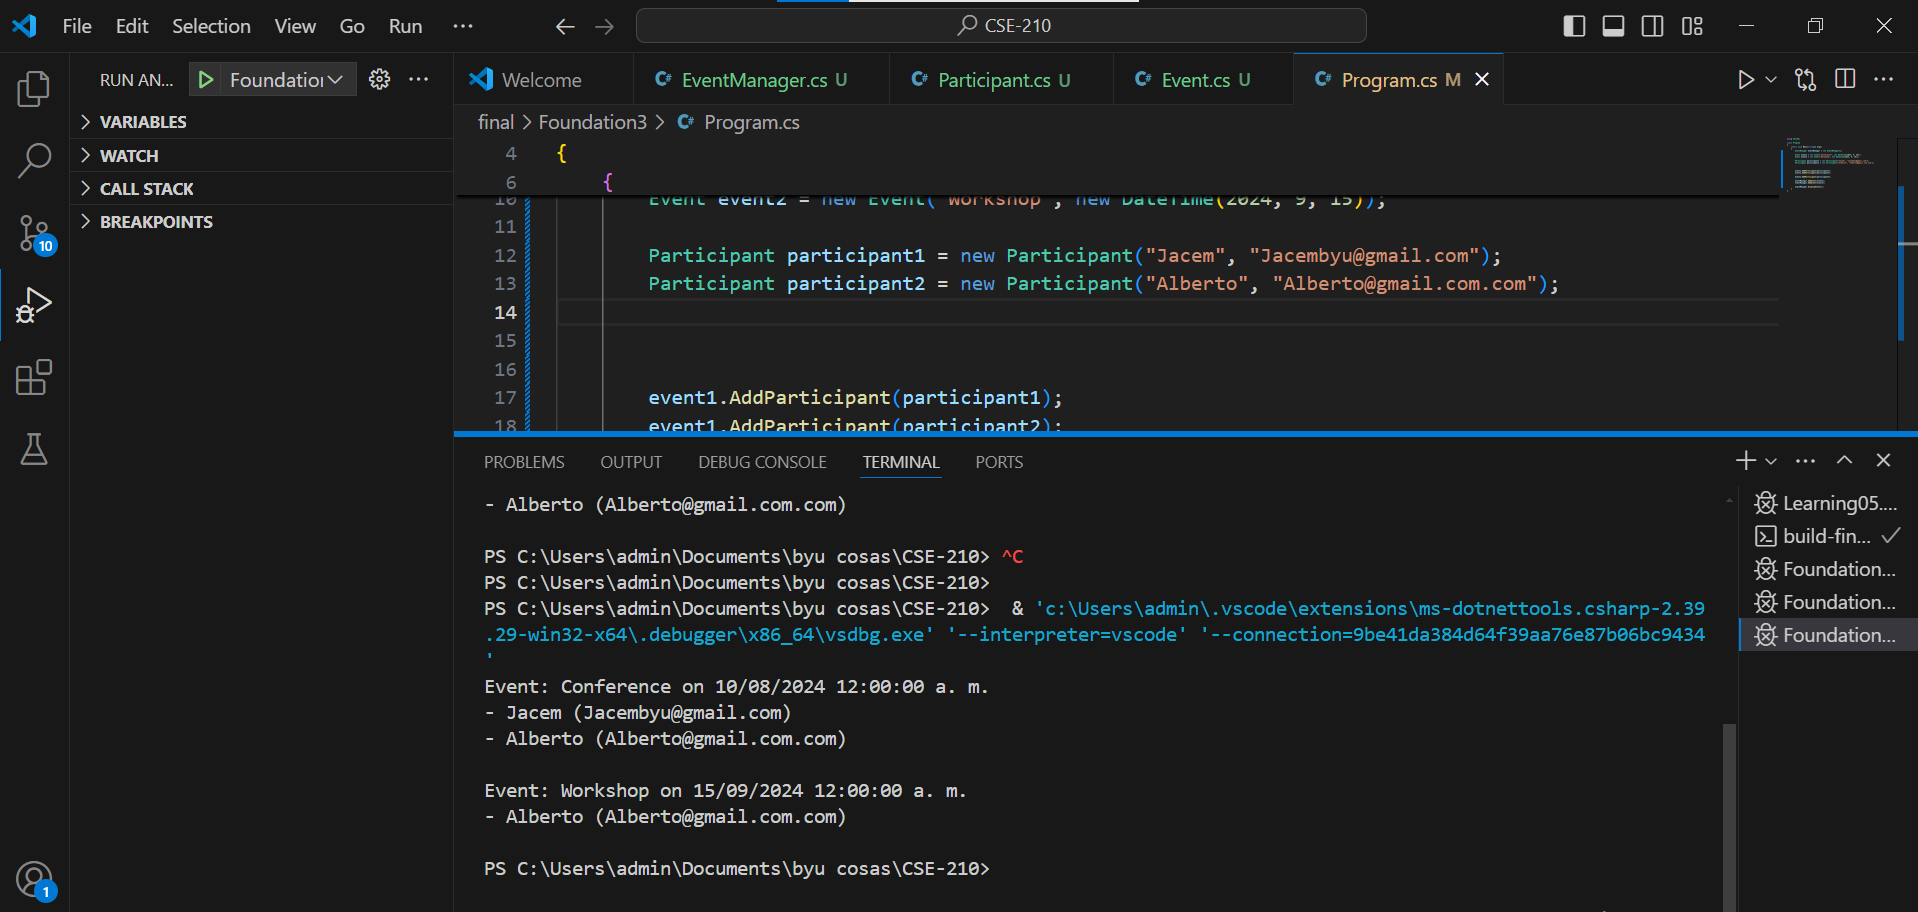 File Edit Selection View Go Run ··· CSE-210
RUN AN... Foundation ···
Welcome EventManager.cs U Participant.cs U Event.cs U Program.cs M ···
final > Foundation3 > Program.cs
VARIABLES
WATCH
CALL STACK
BREAKPOINTS
10
1
4 {
6 {
10 Event event2 = new Event("Workshop", new DateTime(2024, 9, 15));
11
12 Participant participant1 = new Participant("Jacem", "Jacembyu@gmail.com");
13 Participant participant2 = new Participant("Alberto", "Alberto@gmail.com.com");
14
15
16
17 event1.AddParticipant(participant1);
18 event1.AddParticipant(participant2);
PROBLEMS OUTPUT DEBUG CONSOLE TERMINAL PORTS ···
- Alberto (Alberto@gmail.com.com)
PS C:\Users\admin\Documents\byu cosas\CSE-210> ^C
PS C:\Users\admin\Documents\byu cosas\CSE-210>
PS C:\Users\admin\Documents\byu cosas\CSE-210>  & 'c:\Users\admin\.vscode\extensions\ms-dotnettools.csharp-2.39
.29-win32-x64\.debugger\x86_64\vsdbg.exe' '--interpreter=vscode' '--connection=9be41da384d64f39aa76e87b06bc9434
'
Event: Conference on 10/08/2024 12:00:00 a. m.
- Jacem (Jacembyu@gmail.com)
- Alberto (Alberto@gmail.com.com)
Event: Workshop on 15/09/2024 12:00:00 a. m.
- Alberto (Alberto@gmail.com.com)
PS C:\Users\admin\Documents\byu cosas\CSE-210>
Learning05....
build-fin...
Foundation...
Foundation...
Foundation...